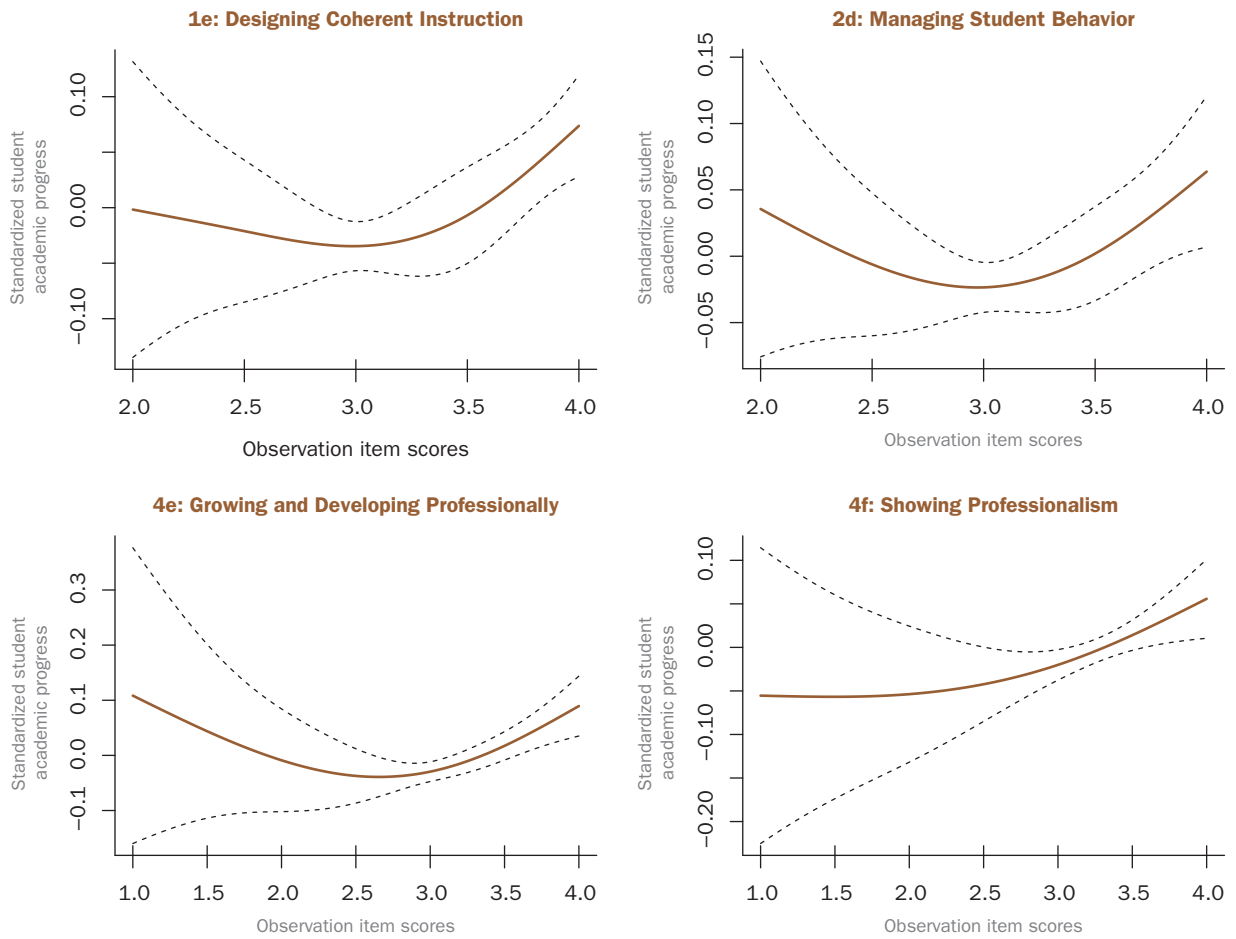 1e: Designing Coherent Instruction
Standardized student
academic progress
0.10
0.00
−0.10
2.0 2.5 3.0 3.5 4.0
Observation item scores
2d: Managing Student Behavior
Standardized student
academic progress
0.15
0.10
0.05
0.00
−0.05
2.0 2.5 3.0 3.5 4.0
Observation item scores
4e: Growing and Developing Professionally
Standardized student
academic progress
0.3
0.2
0.1
0.0
−0.1
1.0 1.5 2.0 2.5 3.0 3.5 4.0
Observation item scores
4f: Showing Professionalism
Standardized student
academic progress
0.10
0.00
−0.10
−0.20
1.0 1.5 2.0 2.5 3.0 3.5 4.0
Observation item scores